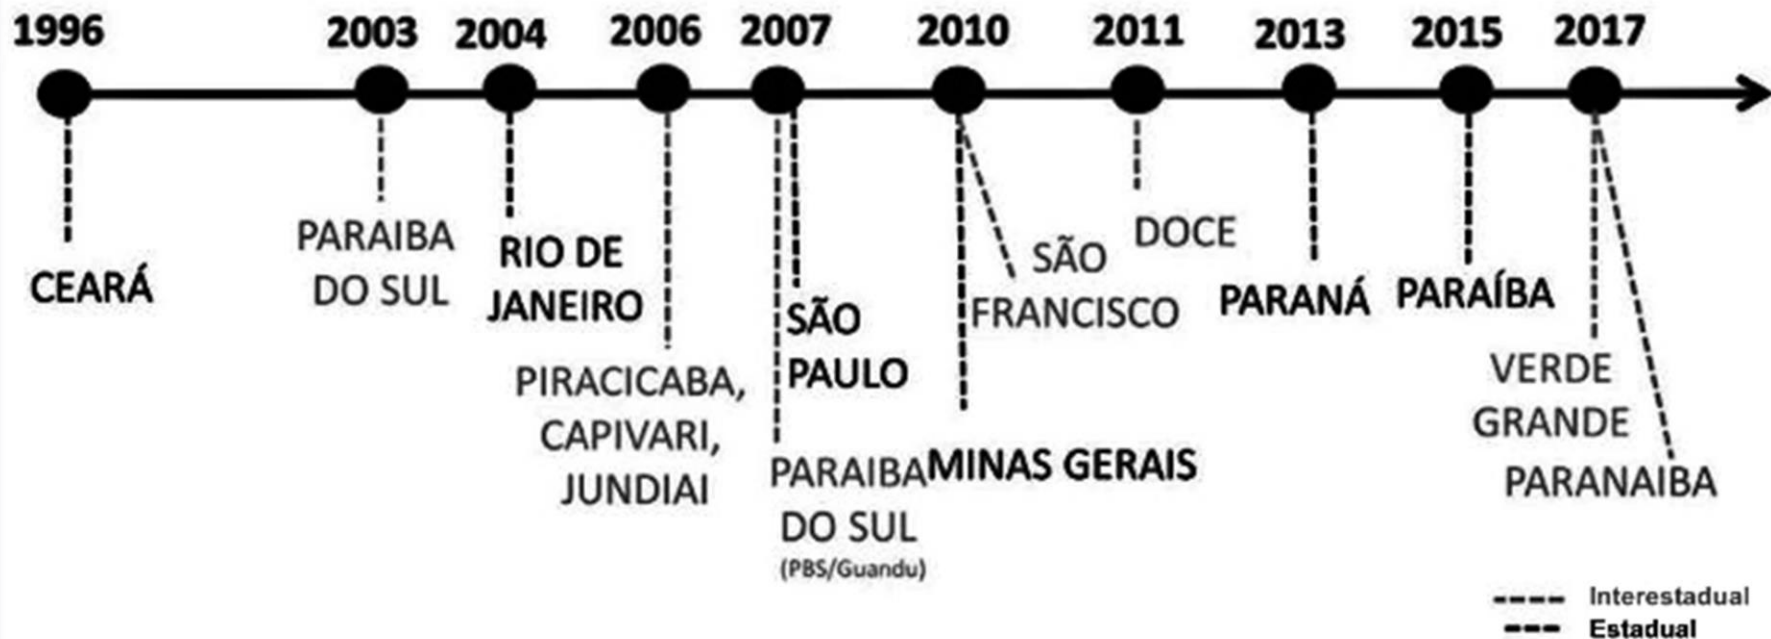 1996 2003 2004 2006 2007 2010 2011 2013 2015 2017
CEARÁ
PARAIBA
DO SUL
RIO DE
JANEIRO
PIRACICABA,
CAPIVARI,
JUNDIAI
SÃO
PAULO
PARAIBA
DO SUL
(PBS/Guandu)
MINAS GERAIS
SÃO
FRANCISCO
DOCE
PARANÁ
PARAÍBA
VERDE
GRANDE
PARANAIBA
Interestadual
Estadual